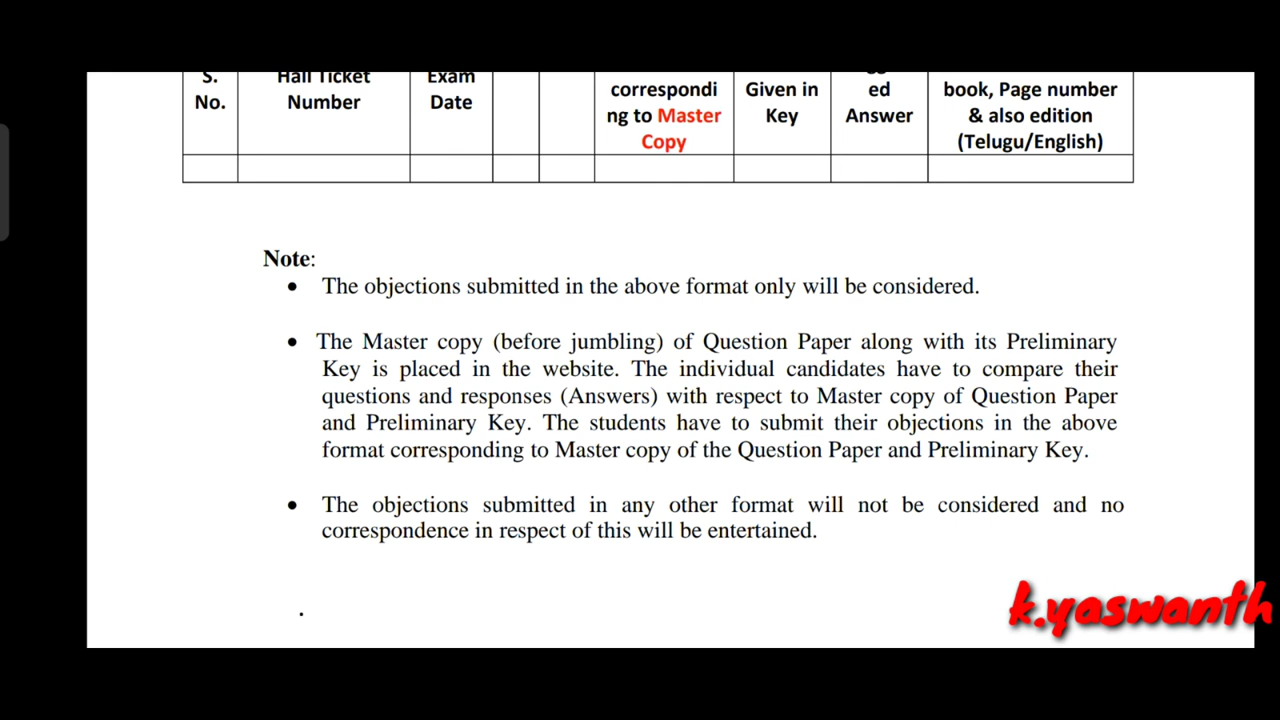 S. Hall Ticket Exam
No. Number Date
correspondi Given in ed book, Page number
ng to Master Key Answer & also edition
Copy (Telugu/English)
Note:
• The objections submitted in the above format only will be considered.
• The Master copy (before jumbling) of Question Paper along with its Preliminary
Key is placed in the website. The individual candidates have to compare their
questions and responses (Answers) with respect to Master copy of Question Paper
and Preliminary Key. The students have to submit their objections in the above
format corresponding to Master copy of the Question Paper and Preliminary Key.
• The objections submitted in any other format will not be considered and no
correspondence in respect of this will be entertained.
.
k.yaswanth